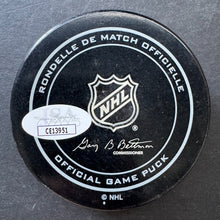 RONDELLE DE MATCH OFFICIELLE
NHL
Gary B Bettman
COMMISSIONER
CE13951
OFFICIAL GAME PUCK
© NHL